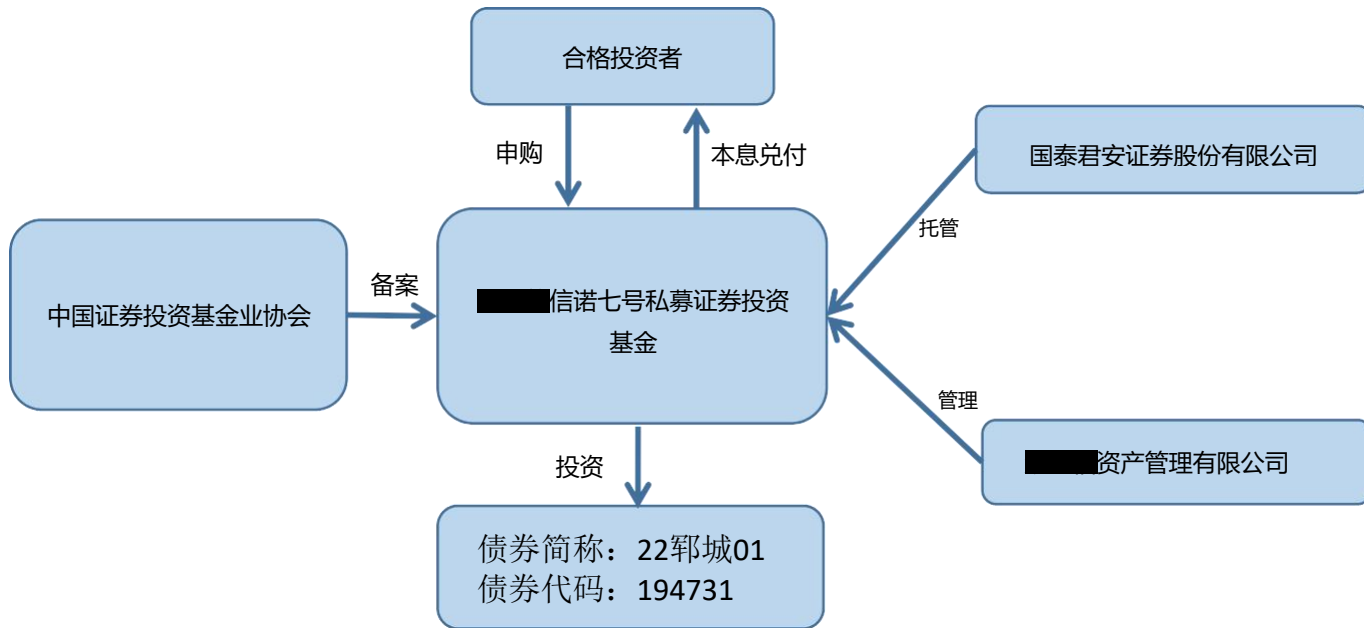 合格投资者
申购
本息兑付
国泰君安证券股份有限公司
托管
中国证券投资基金业协会
备案
信诺七号私募证券投资
基金
管理
资产管理有限公司
投资
债券简称：22郓城01
债券代码：194731